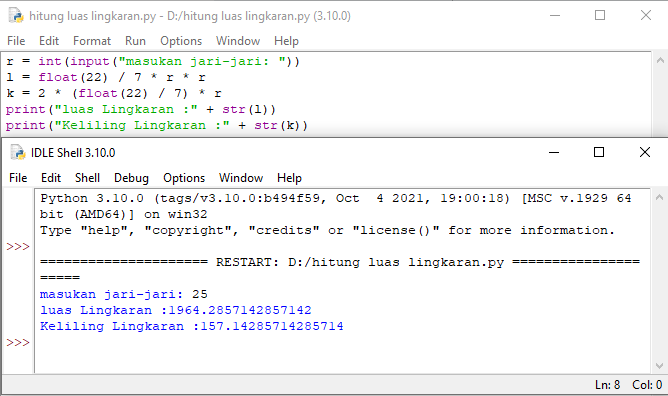 hitung luas lingkaran.py - D:/hitung luas lingkaran.py (3.10.0)
File Edit Format Run Options Window Help
r = int(input("masukan jari-jari: "))
l = float(22) / 7 * r * r
k = 2 * (float(22) / 7) * r
print("luas Lingkaran :" + str(l))
print("Keliling Lingkaran :" + str(k))
IDLE Shell 3.10.0
File Edit Shell Debug Options Window Help
Python 3.10.0 (tags/v3.10.0:b494f59, Oct  4 2021, 19:00:18) [MSC v.1929 64
bit (AMD64)] on win32
Type "help", "copyright", "credits" or "license()" for more information.
>>>
===================== RESTART: D:/hitung luas lingkaran.py ================
=====
masukan jari-jari: 25
luas Lingkaran :1964.2857142857142
Keliling Lingkaran :157.14285714285714
>>>
Ln: 8 Col: 0